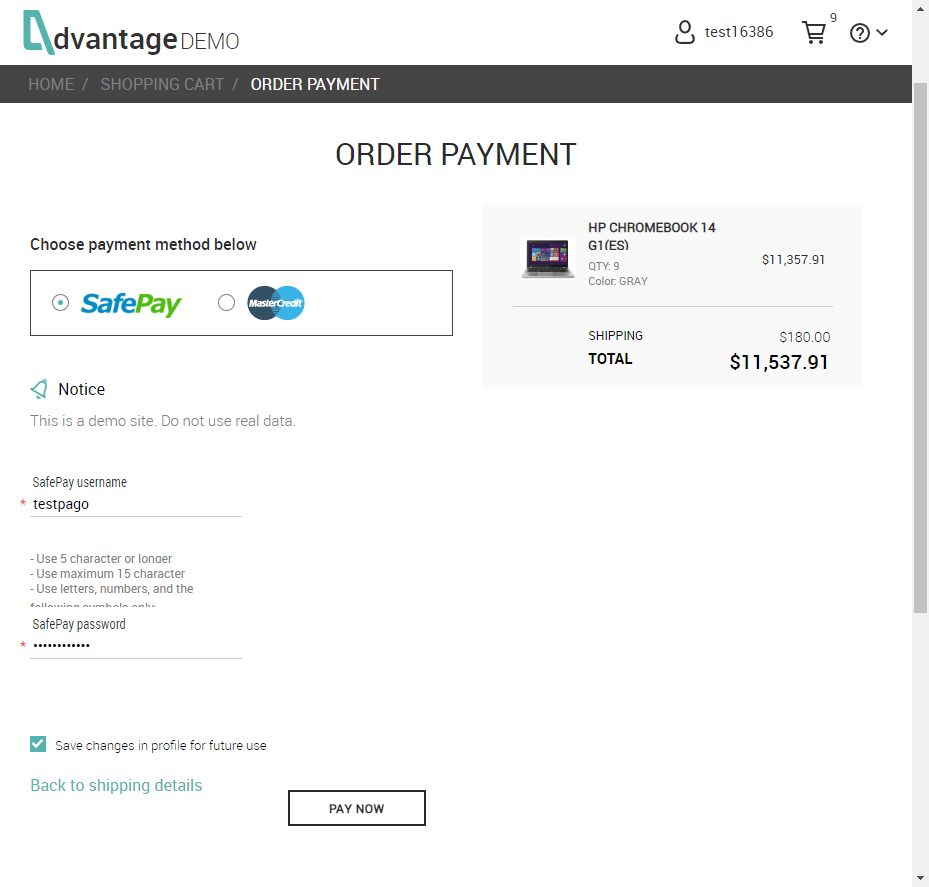 dvantage DEMO
test16386
9
HOME / SHOPPING CART / ORDER PAYMENT
ORDER PAYMENT
Choose payment method below
SafePay
MasterCredit
HP CHROMEBOOK 14
G1(ES)
QTY: 9
Color: GRAY
$11,357.91
SHIPPING $180.00
TOTAL $11,537.91
Notice
This is a demo site. Do not use real data.
SafePay username
* testpago
- Use 5 character or longer
- Use maximum 15 character
- Use letters, numbers, and the
following symbols only:
SafePay password
* ••••••••••••
Save changes in profile for future use
Back to shipping details
PAY NOW